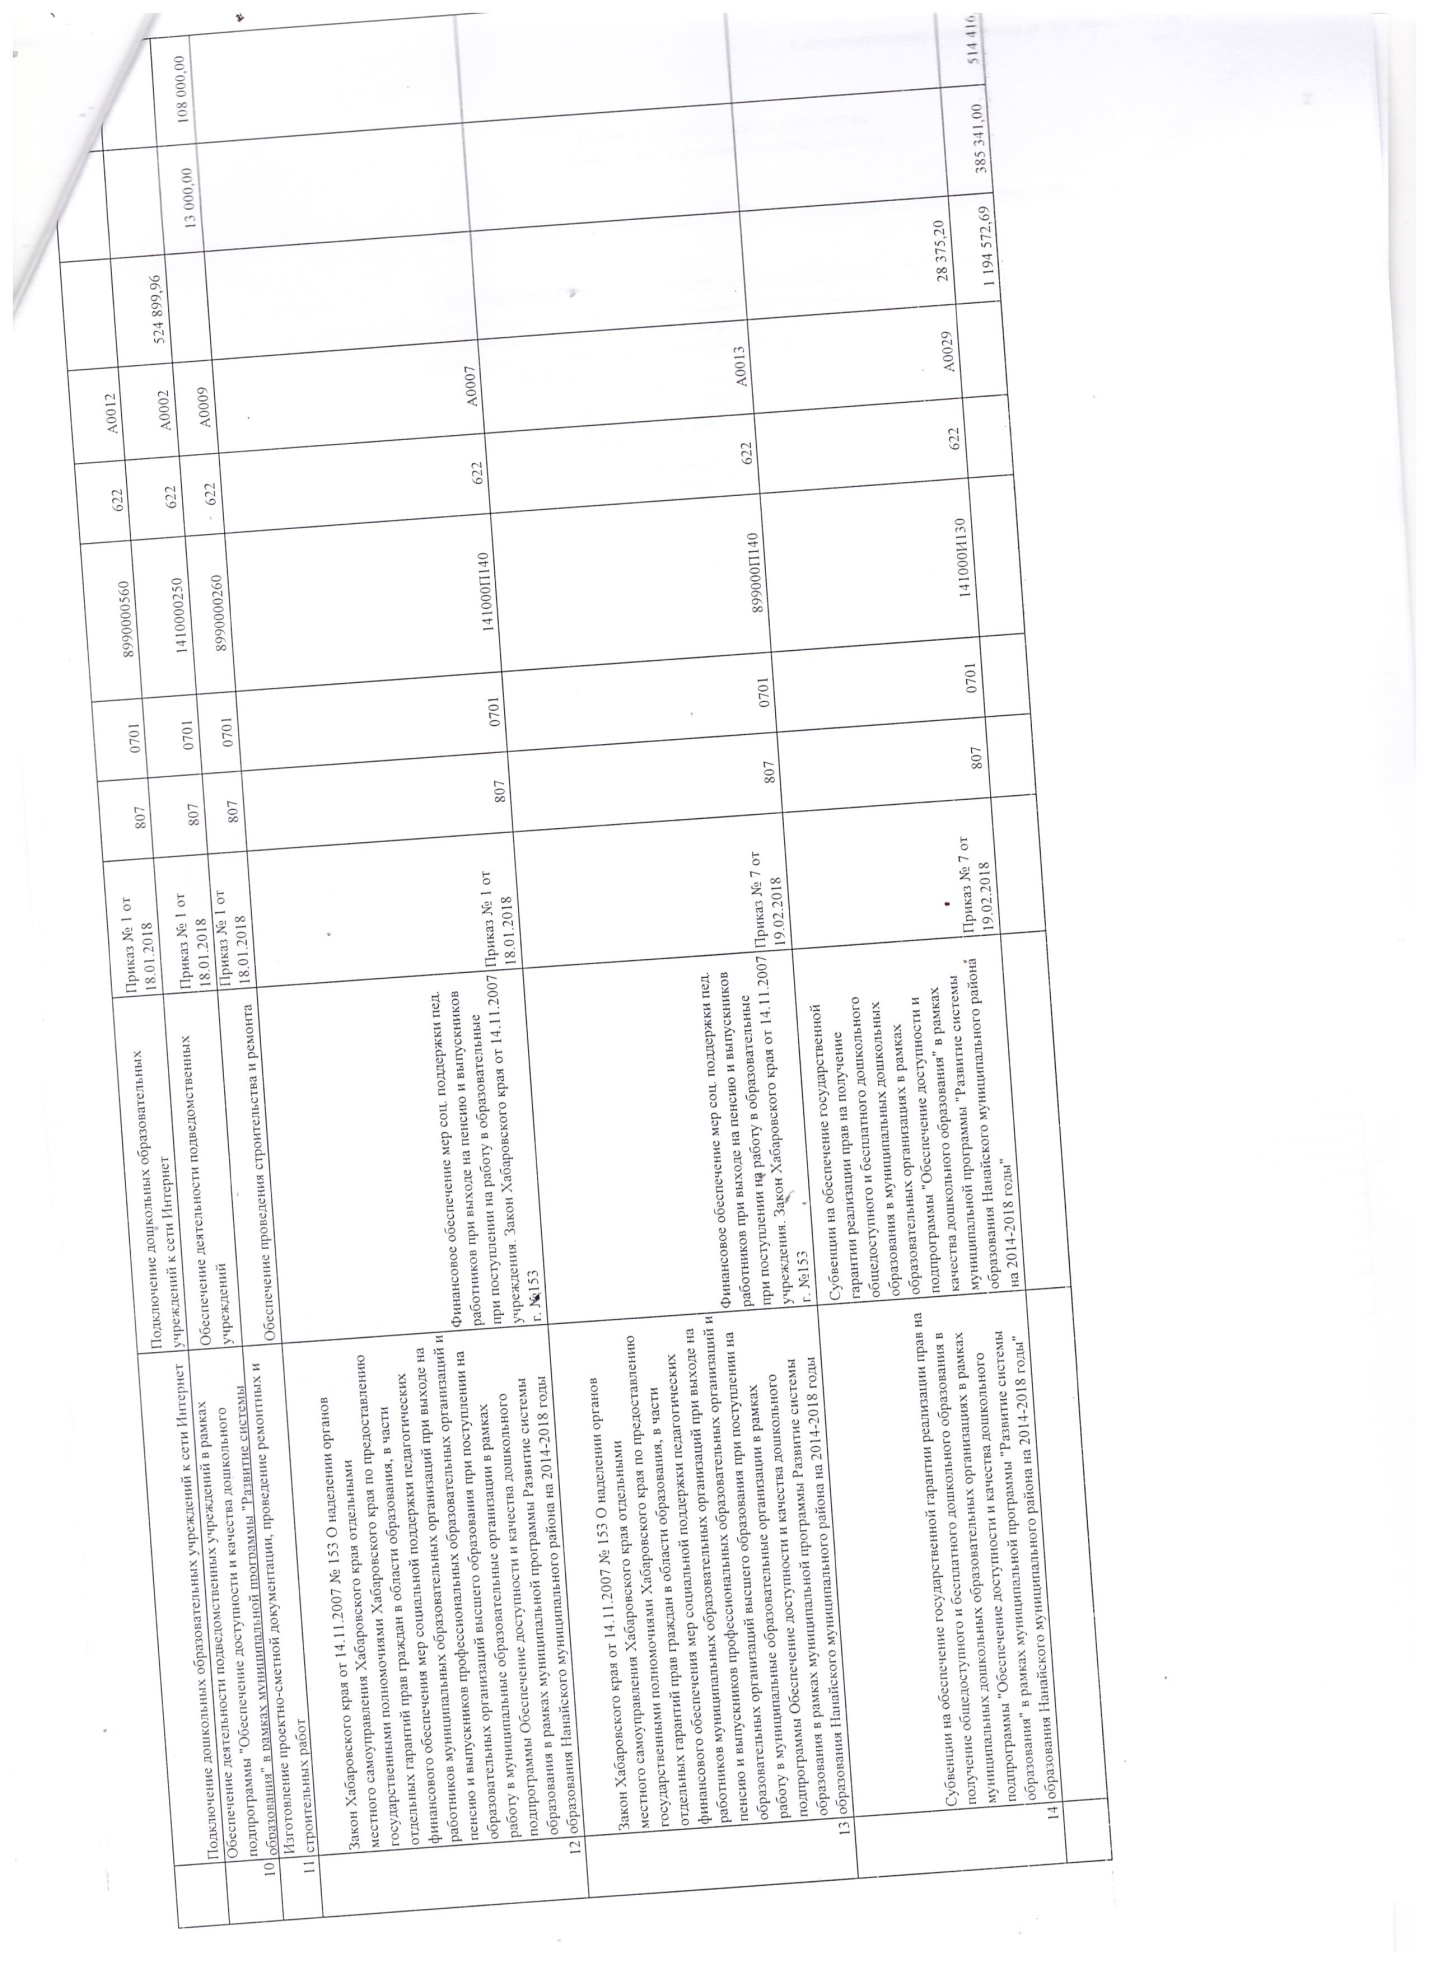 Подключение дошкольных образовательных учреждений к сети Интернет
Подключение дошкольных образовательных
учреждений к сети Интернет
Приказ № 1 от
18.01.2018
807
0701
8990000560
622
А0012
Обеспечение деятельности подведомственных учреждений в рамках
подпрограммы "Обеспечение доступности и качества дошкольного
10 образования" в рамках муниципальной программы "Развитие системы
Обеспечение деятельности подведомственных
учреждений
Приказ № 1 от
18.01.2018
807
0701
1410000250
622
А0002
524 899,96
Изготовление проектно-сметной документации, проведение ремонтных и
11 строительных работ
Обеспечение проведения строительства и ремонта
Приказ № 1 от
18.01.2018
807
0701
8990000260
622
А0009
13 000,00
108 000,00
Закон Хабаровского края от 14.11.2007 № 153 О наделении органов
местного самоуправления Хабаровского края отдельными
государственными полномочиями Хабаровского края по предоставлению
отдельных гарантий прав граждан в области образования, в части
финансового обеспечения мер социальной поддержки педагогических
работников муниципальных образовательных организаций при выходе на
пенсию и выпускников профессиональных образовательных организаций и
образовательных организаций высшего образования при поступлении на
работу в муниципальные образовательные организации в рамках
подпрограммы Обеспечение доступности и качества дошкольного
образования в рамках муниципальной программы Развитие системы
12 образования Нанайского муниципального района на 2014-2018 годы
Финансовое обеспечение мер соц. поддержки пед.
работников при выходе на пенсию и выпускников
при поступлении на работу в образовательные
учреждения. Закон Хабаровского края от 14.11.2007
г. №153
Приказ № 1 от
18.01.2018
807
0701
141000П140
622
А0007
Закон Хабаровского края от 14.11.2007 № 153 О наделении органов
местного самоуправления Хабаровского края отдельными
государственными полномочиями Хабаровского края по предоставлению
отдельных гарантий прав граждан в области образования, в части
финансового обеспечения мер социальной поддержки педагогических
работников муниципальных образовательных организаций при выходе на
пенсию и выпускников профессиональных образовательных организаций и
образовательных организаций высшего образования при поступлении на
работу в муниципальные образовательные организации в рамках
подпрограммы Обеспечение доступности и качества дошкольного
образования в рамках муниципальной программы Развитие системы
13 образования Нанайского муниципального района на 2014-2018 годы
Финансовое обеспечение мер соц. поддержки пед.
работников при выходе на пенсию и выпускников
при поступлении на работу в образовательные
учреждения. Закон Хабаровского края от 14.11.2007
г. №153
Приказ № 7 от
19.02.2018
807
0701
899000П140
622
А0013
Субвенции на обеспечение государственной гарантии реализации прав на
получение общедоступного и бесплатного дошкольного образования в
муниципальных дошкольных образовательных организациях в рамках
подпрограммы "Обеспечение доступности и качества дошкольного
образования" в рамках муниципальной программы "Развитие системы
14 образования Нанайского муниципального района на 2014-2018 годы"
Субвенции на обеспечение государственной
гарантии реализации прав на получение
общедоступного и бесплатного дошкольного
образования в муниципальных дошкольных
образовательных организациях в рамках
подпрограммы "Обеспечение доступности и
качества дошкольного образования" в рамках
муниципальной программы "Развитие системы
образования Нанайского муниципального района
на 2014-2018 годы"
Приказ № 7 от
19.02.2018
807
0701
141000И130
622
А0029
28 375,20
1 194 572,69
385 341,00
514 416